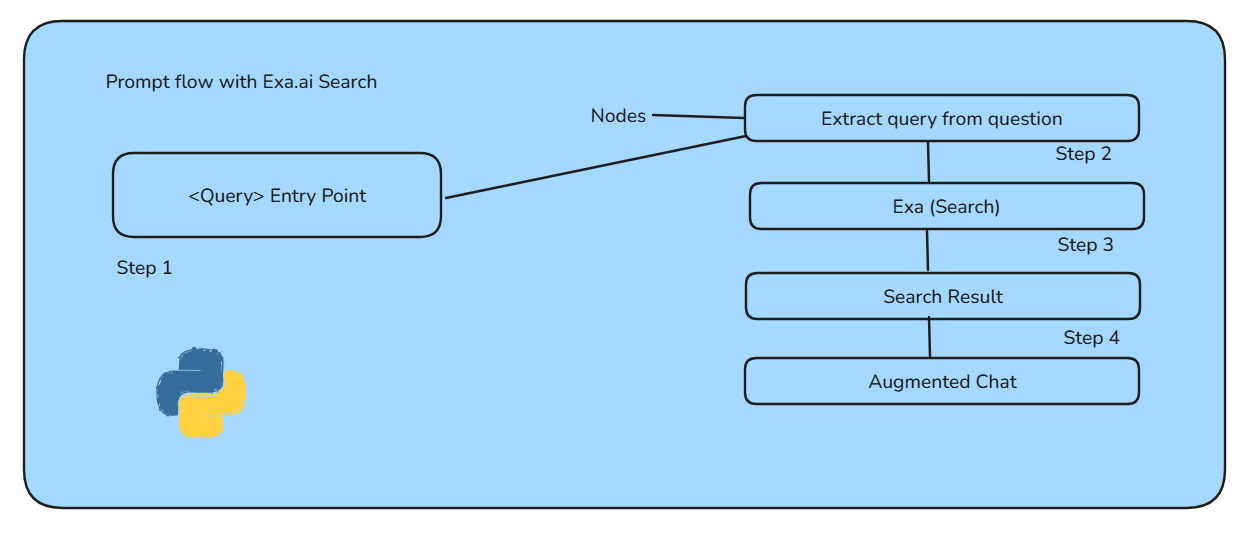 Prompt flow with Exa.ai Search
Nodes
Extract query from question
Step 2
<Query> Entry Point
Exa (Search)
Step 3
Step 1
Search Result
Step 4
Augmented Chat